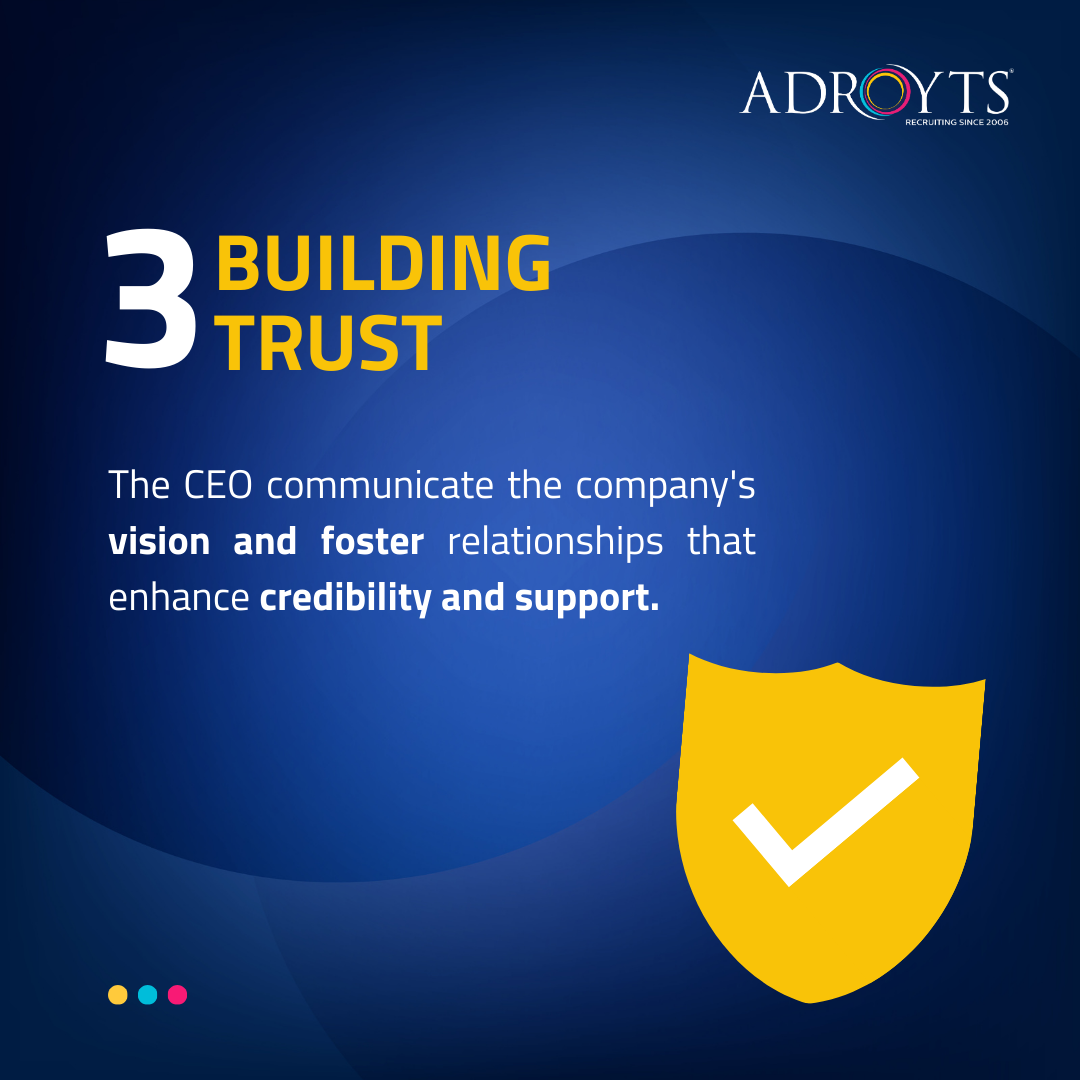 ADROYTS®
RECRUITING SINCE 2006
3 BUILDING
TRUST
The CEO communicate the company's
vision and foster relationships that
enhance credibility and support.